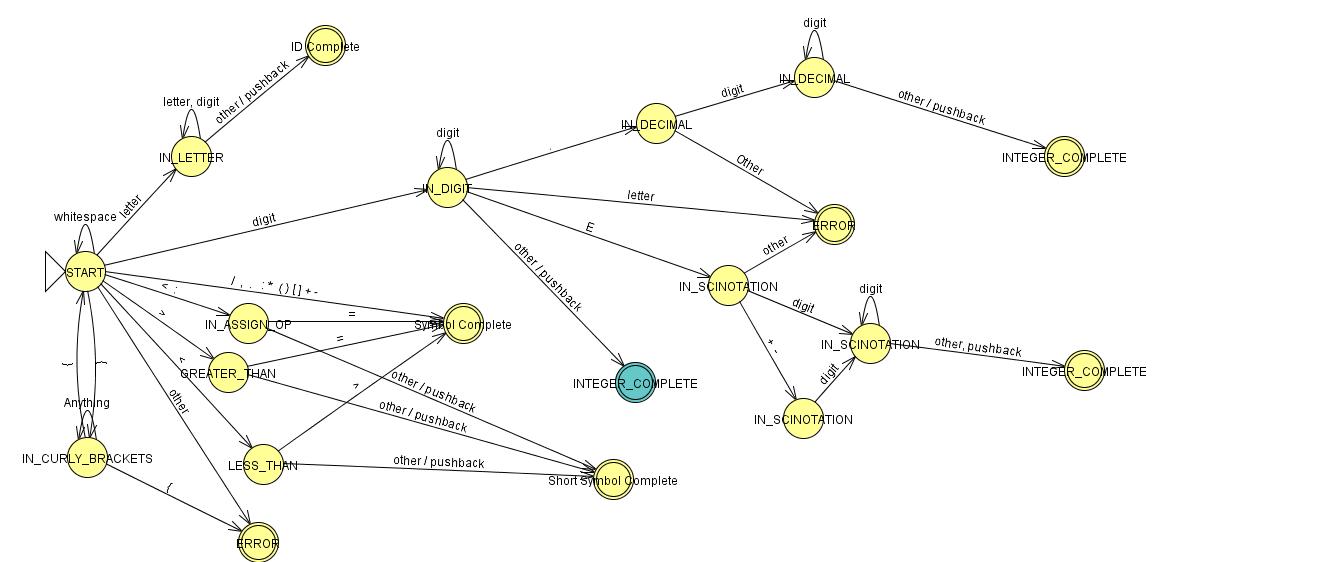 ID Complete
letter, digit
other / pushback
IN_LETTER
letter
whitespace
START
digit
digit
IN_DIGIT
.
IN_DECIMAL
digit
digit
IN_DECIMAL
other / pushback
INTEGER_COMPLETE
Other
letter
ERROR
E
other
IN_SCINOTATION
digit
digit
IN_SCINOTATION
other, pushback
INTEGER_COMPLETE
+ -
digit
IN_SCINOTATION
other / pushback
INTEGER_COMPLETE
/ , . : * ( ) [ ] + -
< :
IN_ASSIGN_OP
=
Symbol Complete
>
GREATER_THAN
=
<
other / pushback
other / pushback
>
LESS_THAN
other / pushback
Short Symbol Complete
other
}
{
Anything
IN_CURLY_BRACKETS
{
ERROR